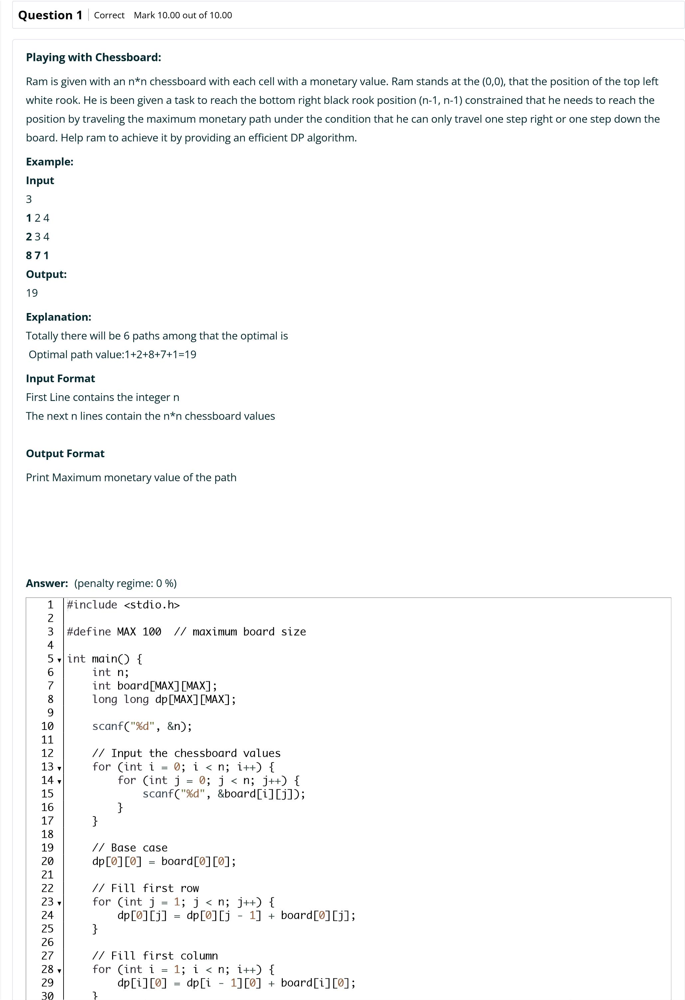 Question 1 Correct Mark 10.00 out of 10.00
Playing with Chessboard:
Ram is given with an n*n chessboard with each cell with a monetary value. Ram stands at the (0,0), that the position of the top left
white rook. He is been given a task to reach the bottom right black rook position (n-1, n-1) constrained that he needs to reach the
position by traveling the maximum monetary path under the condition that he can only travel one step right or one step down the
board. Help ram to achieve it by providing an efficient DP algorithm.
Example:
Input
3
1 2 4
2 3 4
8 7 1
Output:
19
Explanation:
Totally there will be 6 paths among that the optimal is
Optimal path value:1+2+8+7+1=19
Input Format
First Line contains the integer n
The next n lines contain the n*n chessboard values
Output Format
Print Maximum monetary value of the path
Answer: (penalty regime: 0 %)
1 #include <stdio.h>
2
3 #define MAX 100  // maximum board size
4
5 int main() {
6     int n;
7     int board[MAX][MAX];
8     long long dp[MAX][MAX];
9
10     scanf("%d", &n);
11
12     // Input the chessboard values
13     for (int i = 0; i < n; i++) {
14         for (int j = 0; j < n; j++) {
15             scanf("%d", &board[i][j]);
16         }
17     }
18
19     // Base case
20     dp[0][0] = board[0][0];
21
22     // Fill first row
23     for (int j = 1; j < n; j++) {
24         dp[0][j] = dp[0][j - 1] + board[0][j];
25     }
26
27     // Fill first column
28     for (int i = 1; i < n; i++) {
29         dp[i][0] = dp[i - 1][0] + board[i][0];
30     }